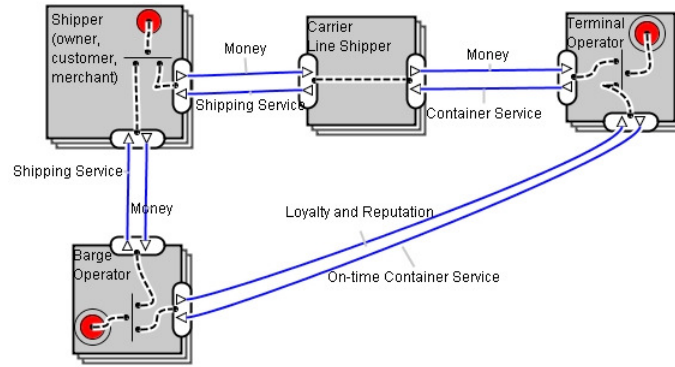 Shipper
(owner,
customer,
merchant)
Money
Shipping Service
Carrier
Line Shipper
Money
Container Service
Terminal
Operator
Shipping Service
Money
Loyalty and Reputation
On-time Container Service
Barge
Operator